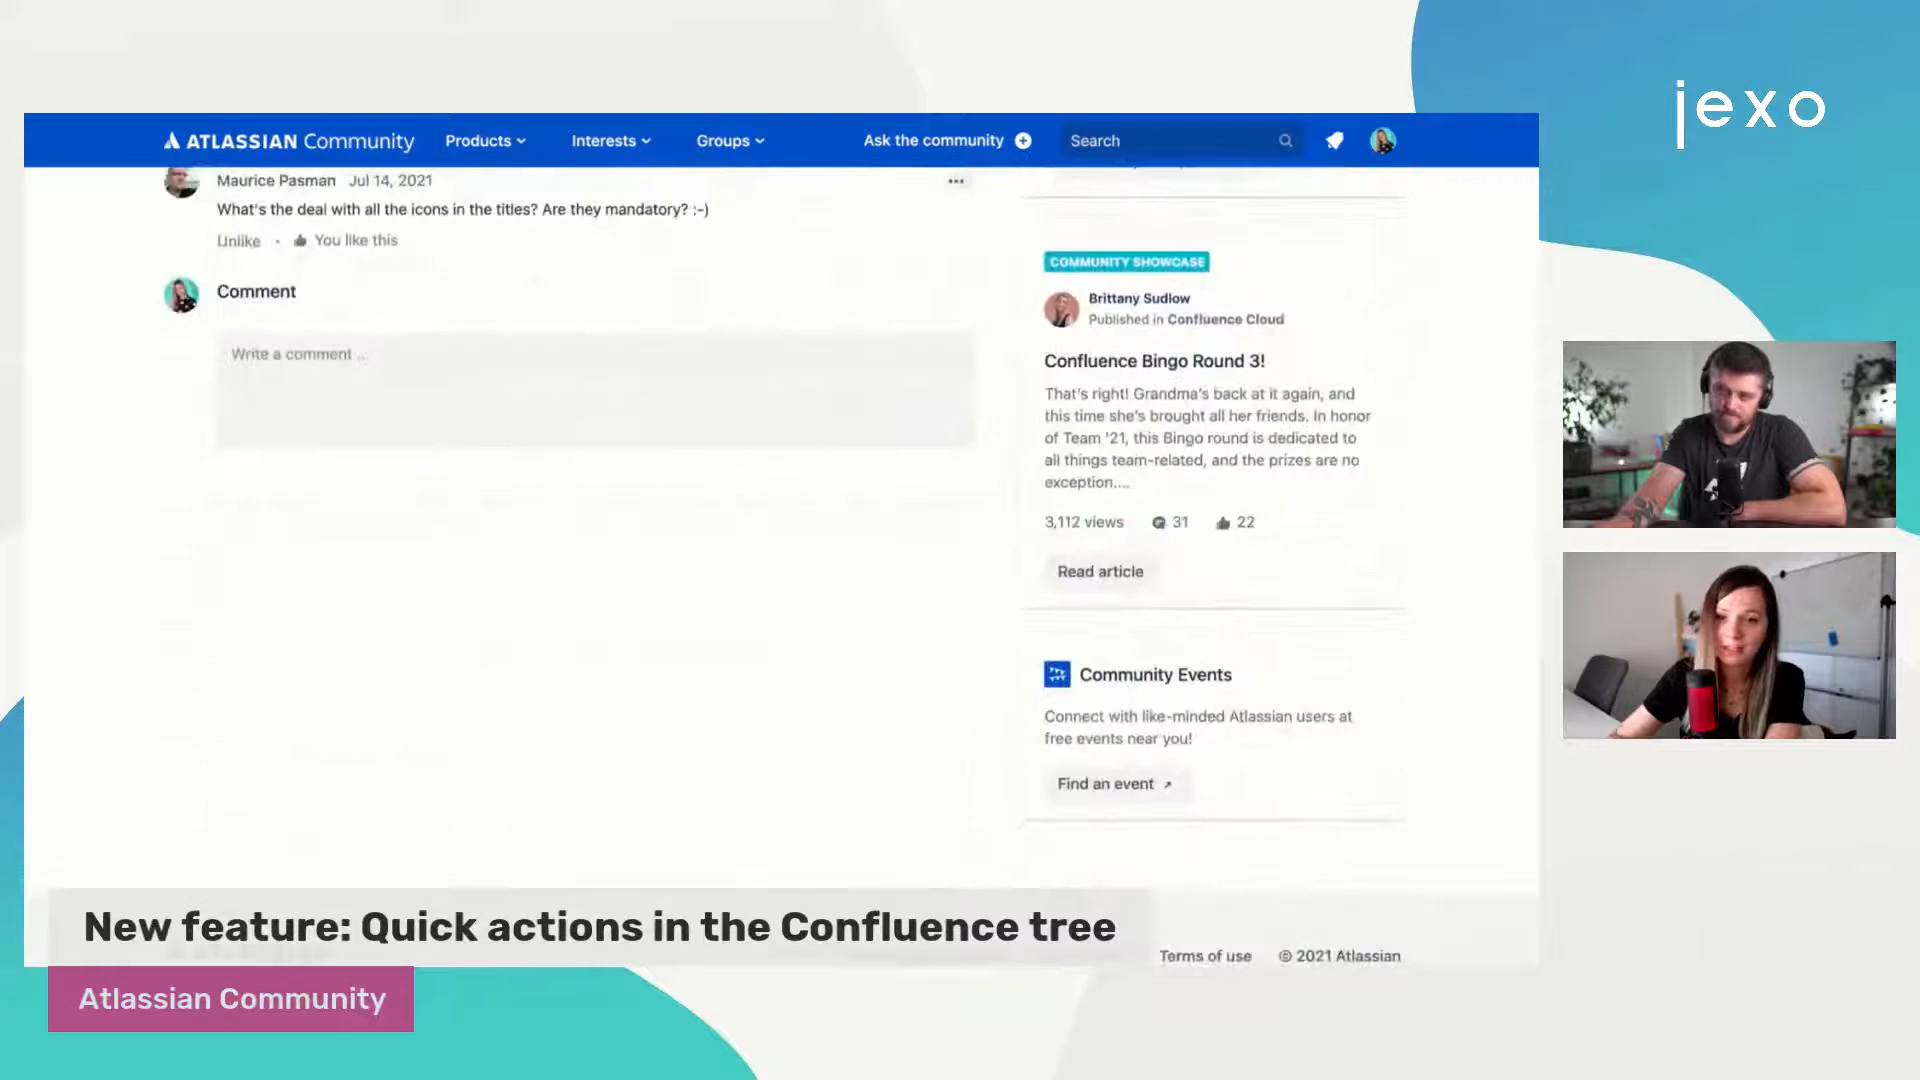 jexo
ATLASSIAN Community
Products
Interests
Groups
Ask the community
Search
Maurice Pasman Jul 14, 2021
What's the deal with all the icons in the titles? Are they mandatory? :-)
Unlike · You like this
Comment
Write a comment ...
COMMUNITY SHOWCASE
Brittany Sudlow
Published in Confluence Cloud
Confluence Bingo Round 3!
That's right! Grandma's back at it again, and
this time she's brought all her friends. In honor
of Team '21, this Bingo round is dedicated to
all things team-related, and the prizes are no
exception....
3,112 views 31 22
Read article
Community Events
Connect with like-minded Atlassian users at
free events near you!
Find an event
New feature: Quick actions in the Confluence tree
Terms of use © 2021 Atlassian
Atlassian Community